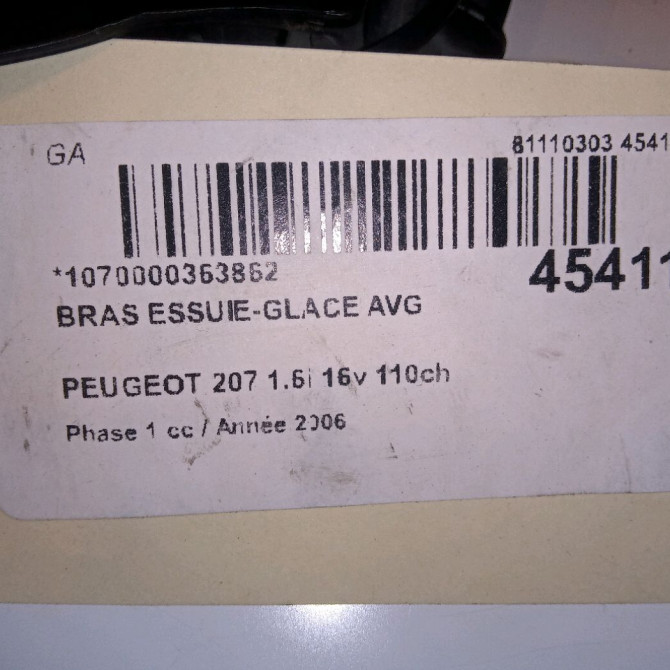 GA
81110303 4541
*1070000363862
45411
BRAS ESSUIE-GLACE AVG
PEUGEOT 207 1.6i 16v 110ch
Phase 1 cc / Année 2006